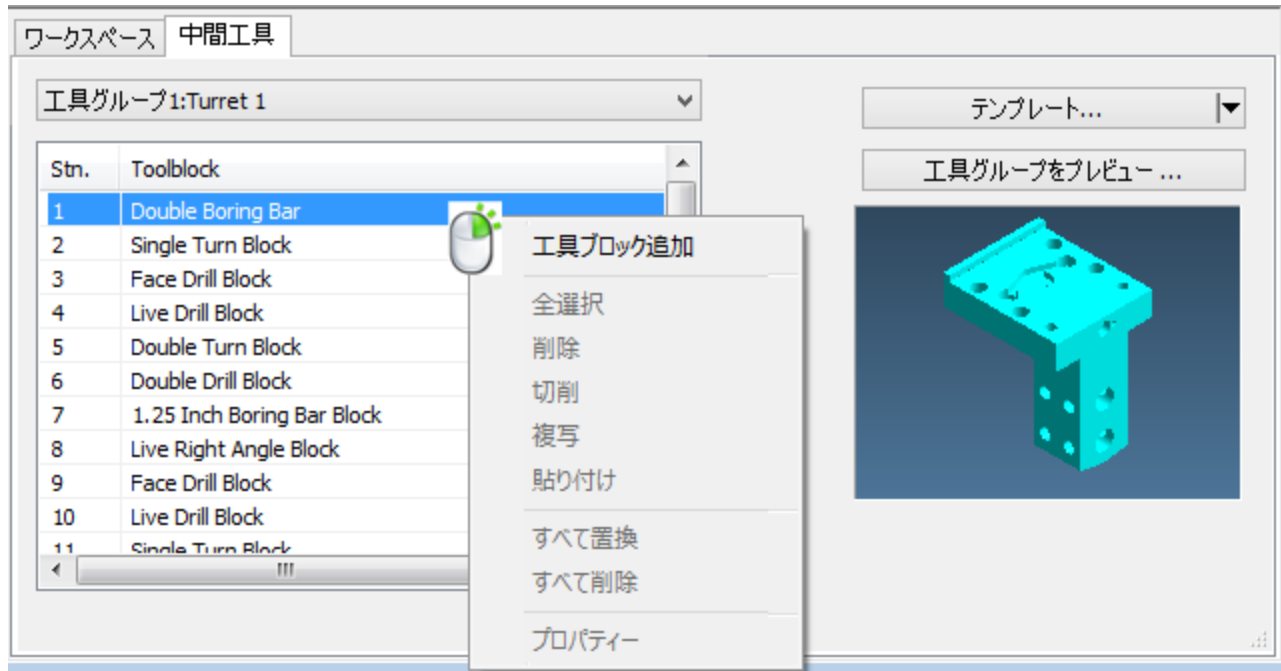 ワークスペース 中間工具
工具グループ1:Turret 1
テンプレート...
工具グループをプレビュー ...
Stn. Toolblock
1 Double Boring Bar
2 Single Turn Block
3 Face Drill Block
4 Live Drill Block
5 Double Turn Block
6 Double Drill Block
7 1.25 Inch Boring Bar Block
8 Live Right Angle Block
9 Face Drill Block
10 Live Drill Block
11 Single Turn Block
工具ブロック追加
全選択
削除
切削
複写
貼り付け
すべて置換
すべて削除
プロパティー